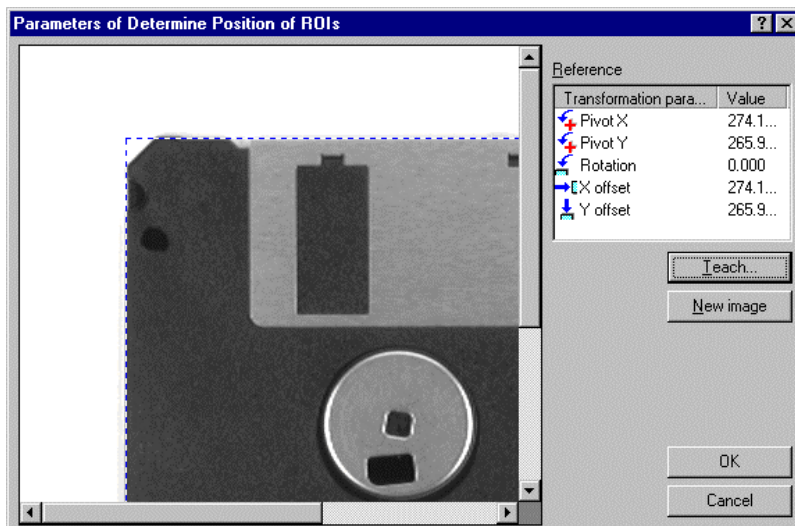 Parameters of Determine Position of ROIs
Reference
Transformation para... Value
Pivot X 274.1...
Pivot Y 265.9...
Rotation 0.000
X offset 274.1...
Y offset 265.9...
Teach...
New image
OK
Cancel